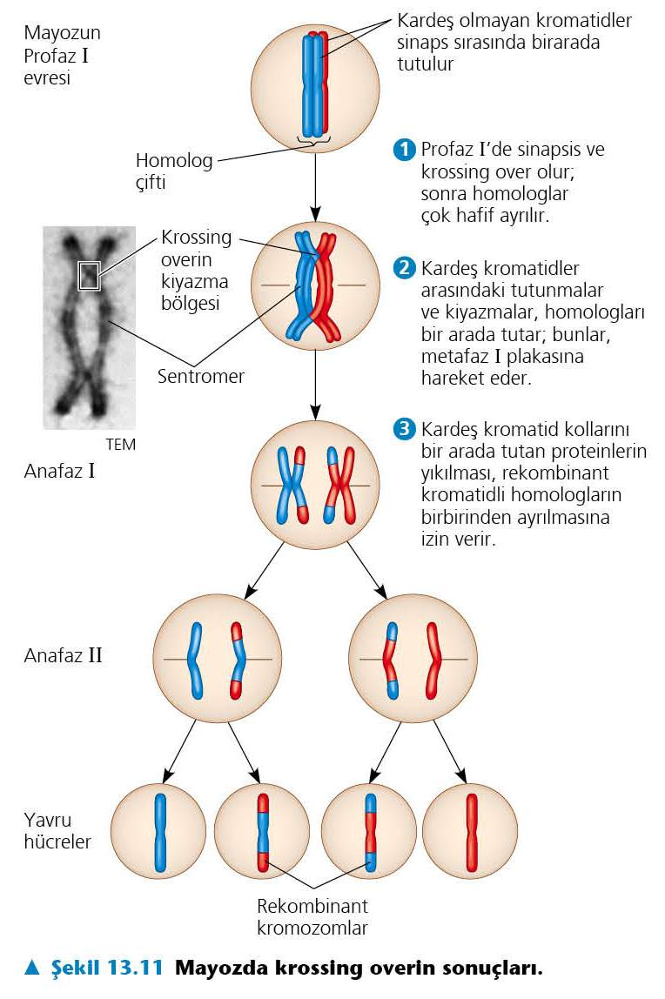 Mayozun
Profaz I
evresi
Kardeş olmayan kromatidler
sinaps sırasında birarada
tutulur
Homolog
çifti
1 Profaz I'de sinapsis ve
krossing over olur;
sonra homologlar
çok hafif ayrılır.
Krossing
overin
kiyazma
bölgesi
Sentromer
TEM
2 Kardeş kromatidler
arasındaki tutunmalar
ve kiyazmalar, homologları
bir arada tutar; bunlar,
metafaz I plakasına
hareket eder.
Anafaz I
3 Kardeş kromatid kollarını
bir arada tutan proteinlerin
yıkılması, rekombinant
kromatidli homologların
birbirinden ayrılmasına
izin verir.
Anafaz II
Yavru
hücreler
Rekombinant
kromozomlar
▲ Şekil 13.11 Mayozda krossing overin sonuçları.